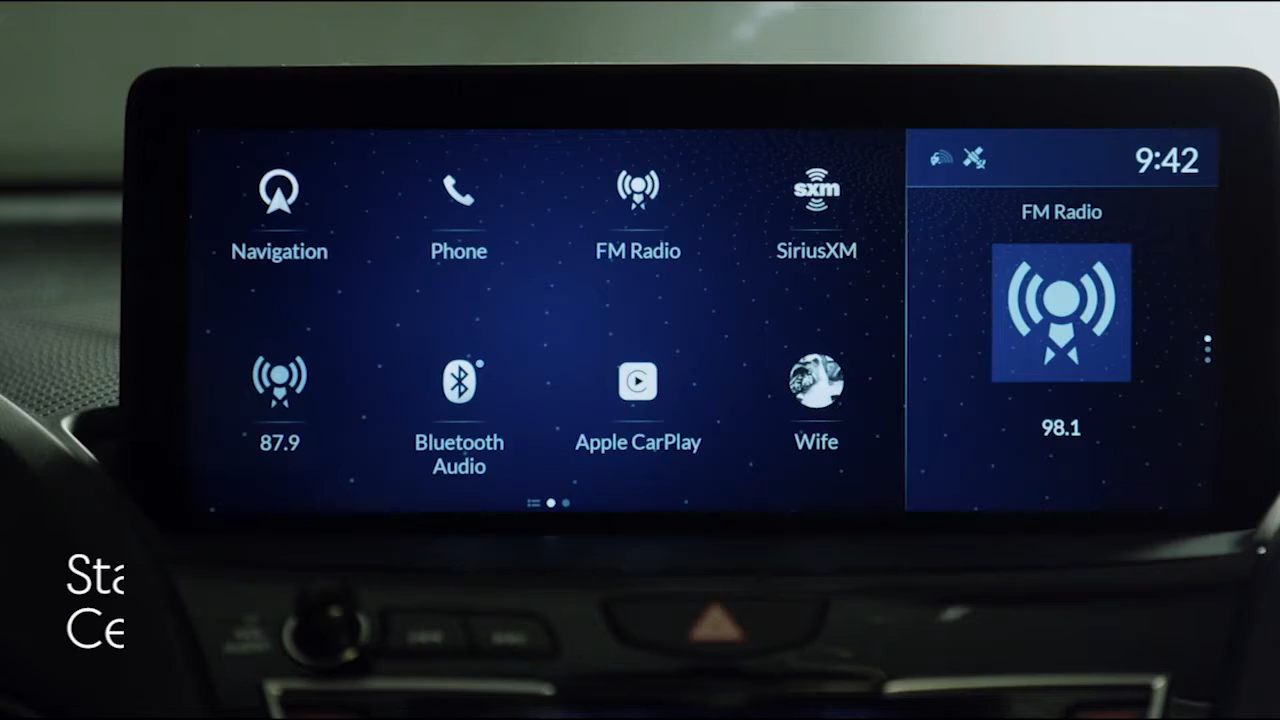 9:42
Navigation
Phone
FM Radio
sxm
SiriusXM
FM Radio
87.9
Bluetooth
Audio
Apple CarPlay
Wife
98.1
Sta
Ce